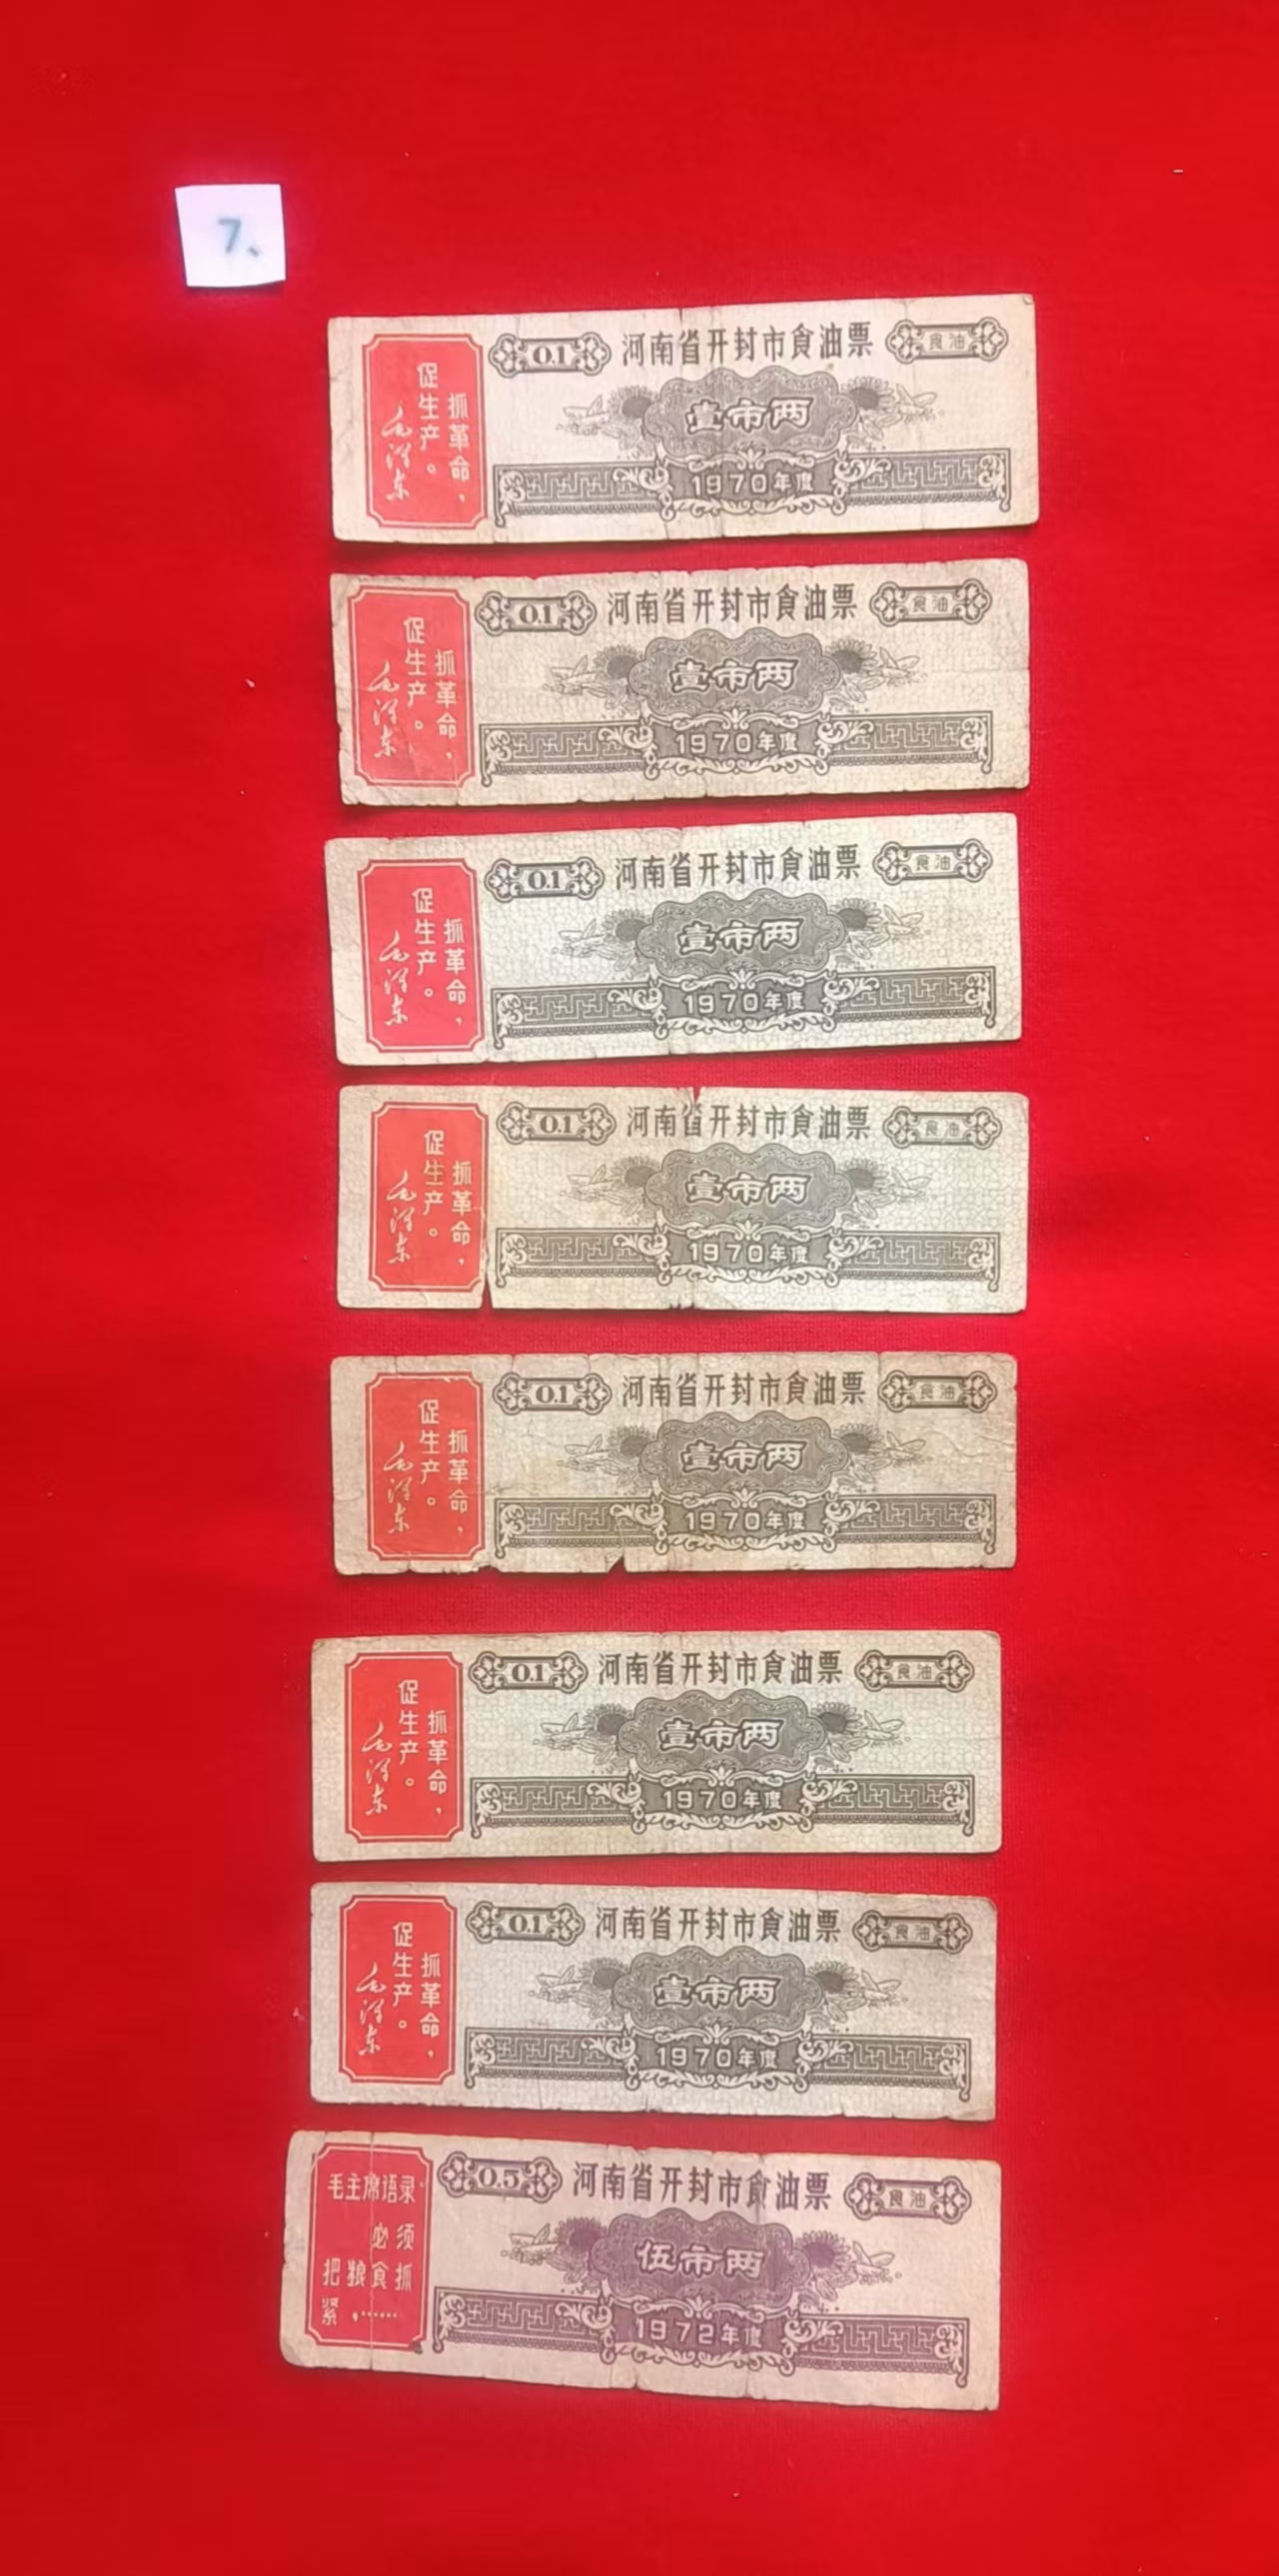 7、
0.1 河南省开封市食油票 食油
抓革命，
促生产。
毛泽东
壹市两
1970年度
0.1 河南省开封市食油票 食油
抓革命，
促生产。
毛泽东
壹市两
1970年度
0.1 河南省开封市食油票 食油
抓革命，
促生产。
毛泽东
壹市两
1970年度
0.1 河南省开封市食油票 食油
抓革命，
促生产。
毛泽东
壹市两
1970年度
0.1 河南省开封市食油票 食油
抓革命，
促生产。
毛泽东
壹市两
1970年度
0.1 河南省开封市食油票 食油
抓革命，
促生产。
毛泽东
壹市两
1970年度
0.1 河南省开封市食油票 食油
抓革命，
促生产。
毛泽东
壹市两
1970年度
毛主席语录
必须
把粮食抓
紧，……
0.5 河南省开封市食油票 食油
伍市两
1972年度